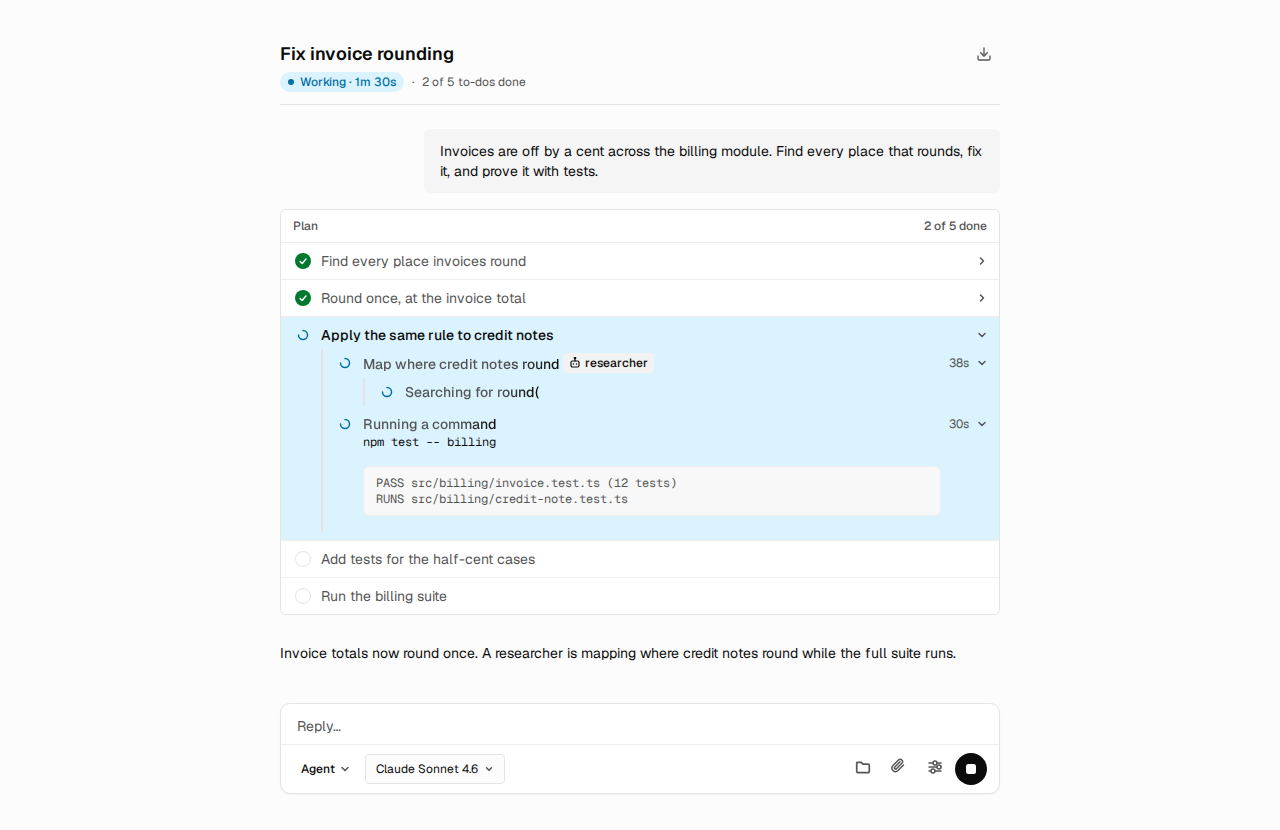 Fix invoice rounding
Working · 1m 30s · 2 of 5 to-dos done
Invoices are off by a cent across the billing module. Find every place that rounds, fix
it, and prove it with tests.
Plan 2 of 5 done
Find every place invoices round
Round once, at the invoice total
Apply the same rule to credit notes
Map where credit notes round researcher 38s
Searching for round(
Running a command 30s
npm test -- billing
PASS src/billing/invoice.test.ts (12 tests)
RUNS src/billing/credit-note.test.ts
Add tests for the half-cent cases
Run the billing suite
Invoice totals now round once. A researcher is mapping where credit notes round while the full suite runs.
Reply…
Agent Claude Sonnet 4.6